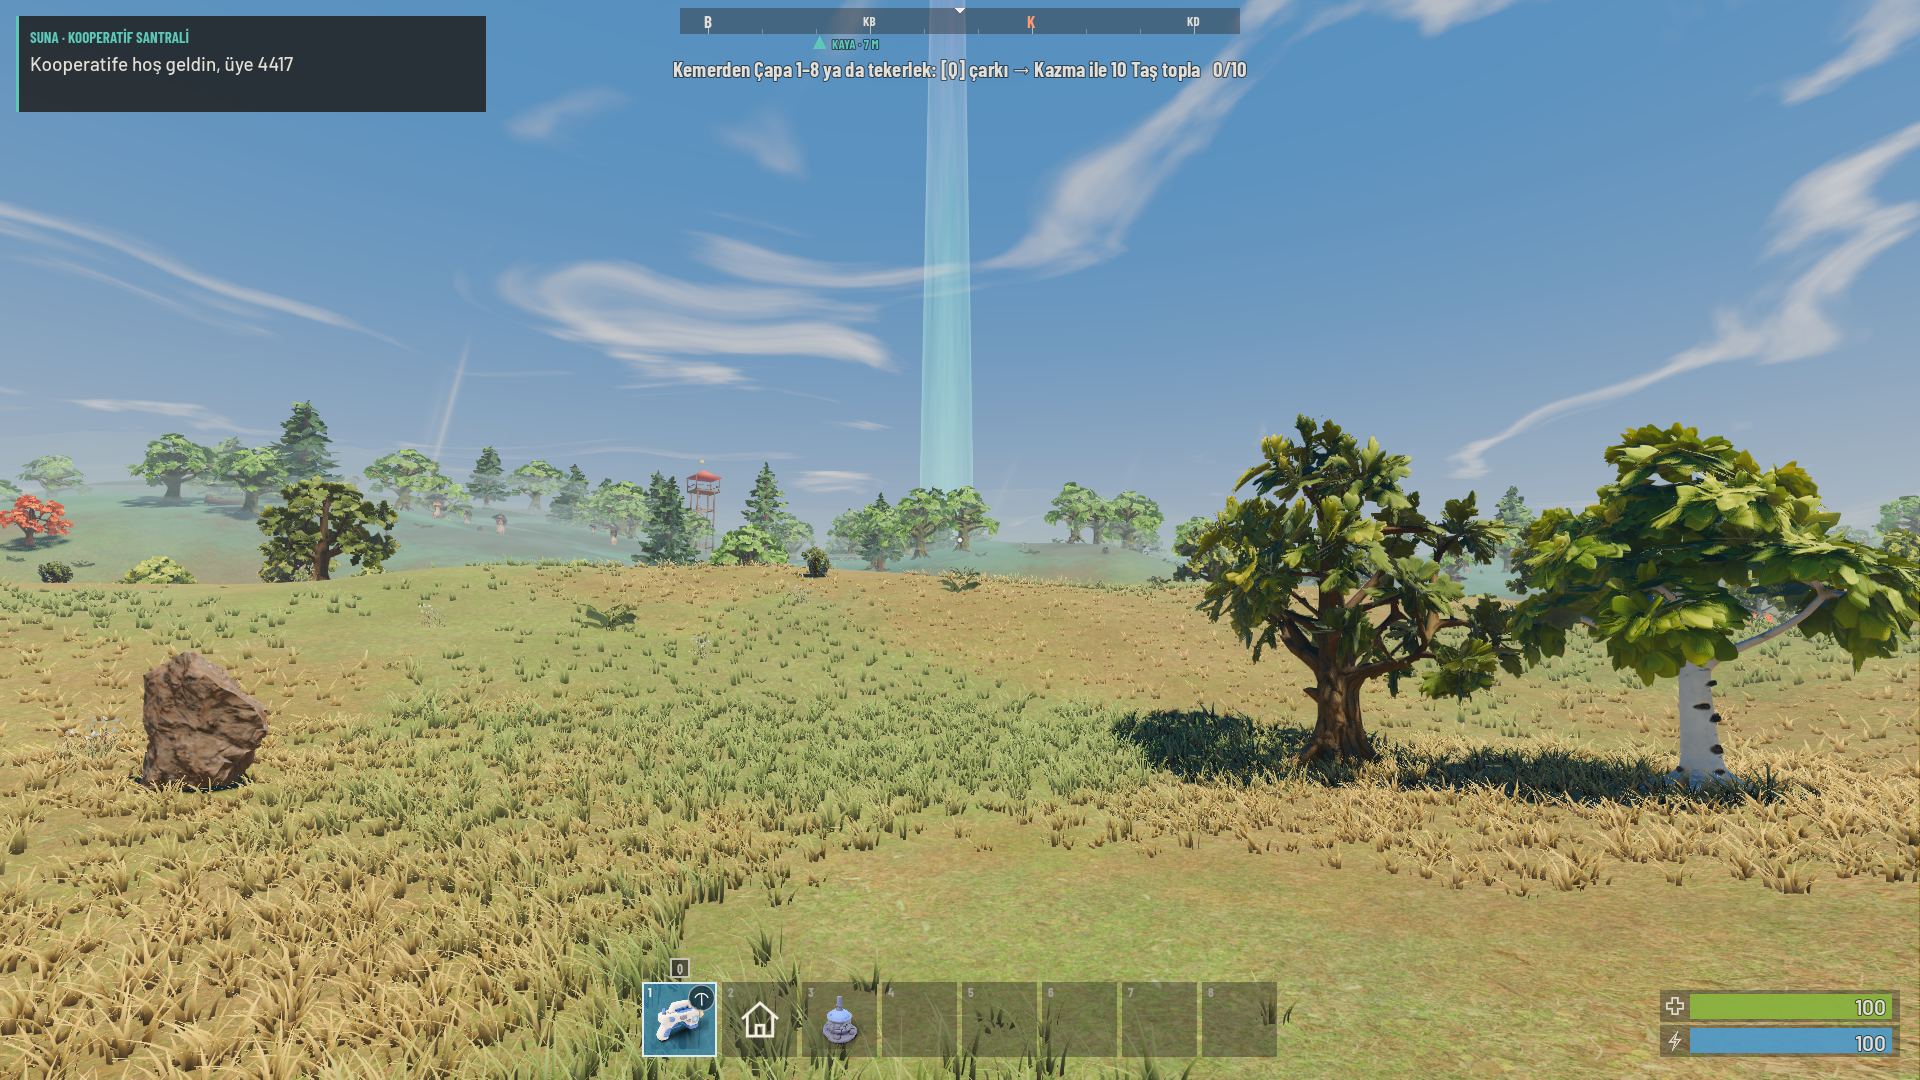 SUNA · KOOPERATİF SANTRALİ
Kooperatife hoş geldin, üye 4417
B KB K KD
KAYA · 7 M
Kemerden Çapa 1-8 ya da tekerlek: [Q] çarkı → Kazma ile 10 Taş topla 0/10
Q
1 2 3 4 5 6 7 8
100
100